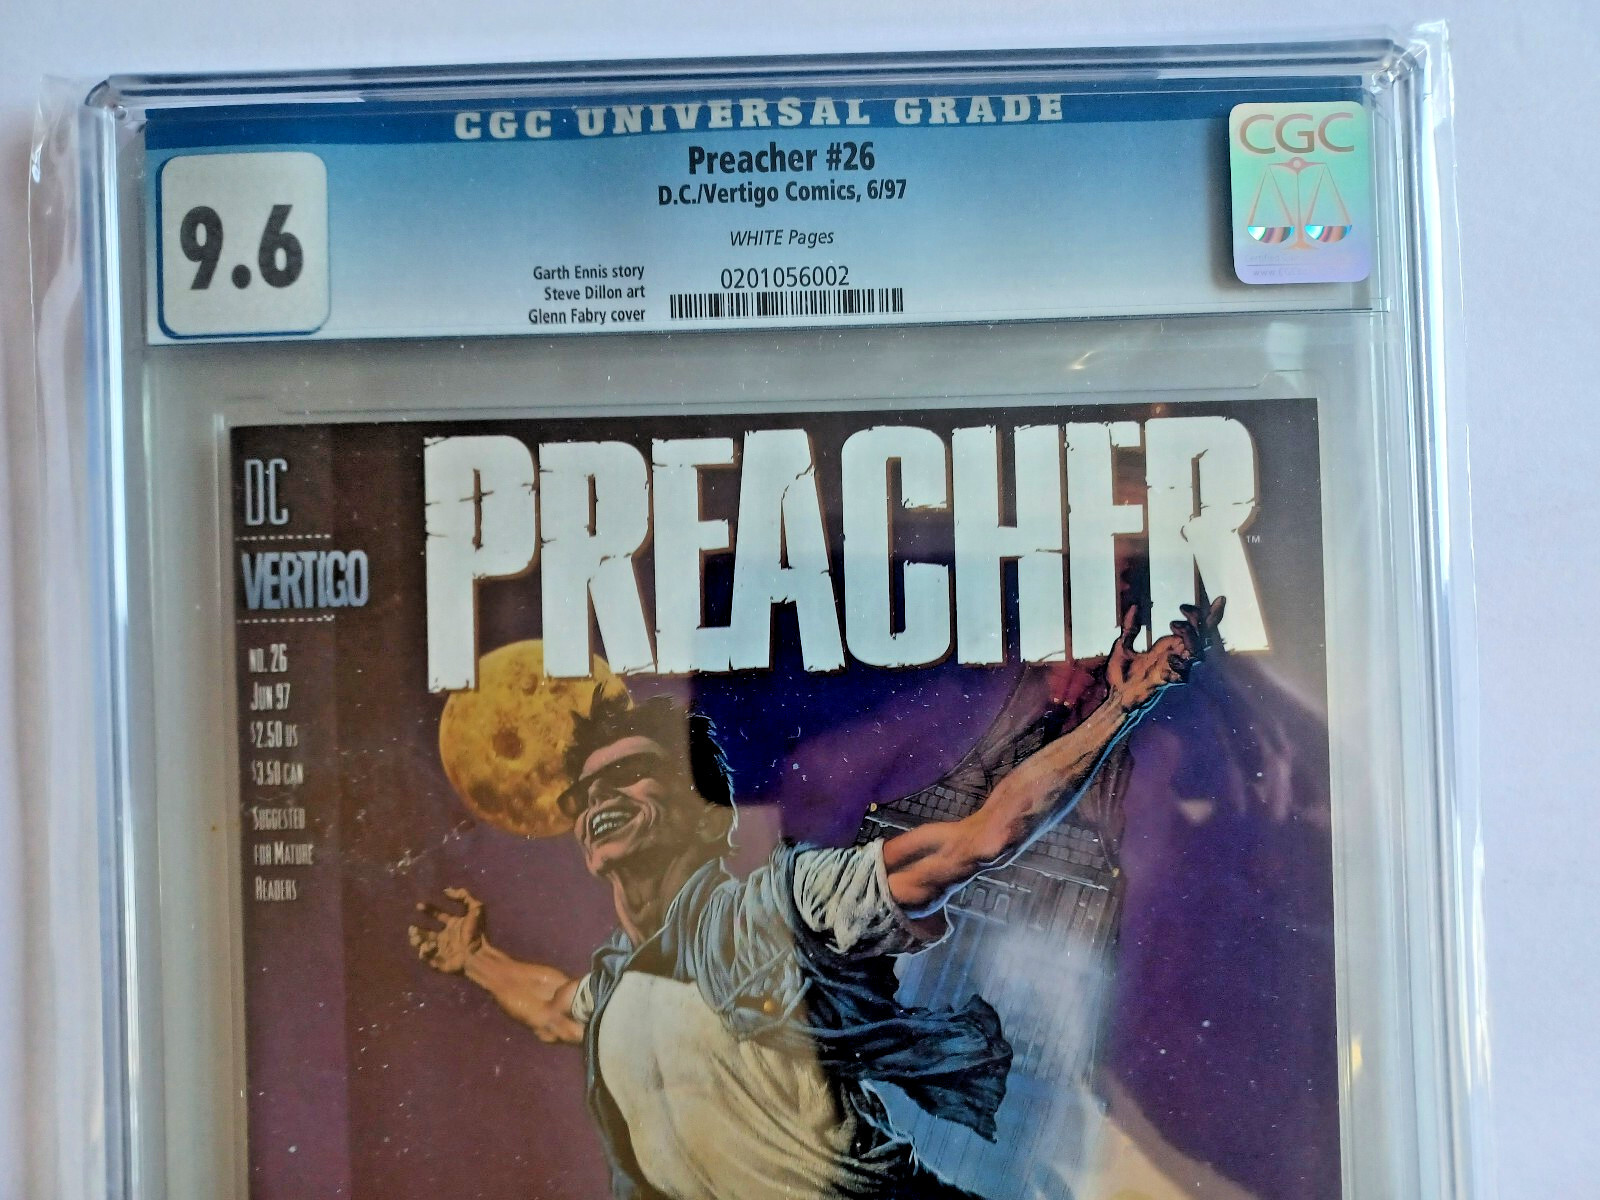 CGC UNIVERSAL GRADE
9.6
Preacher #26
D.C./Vertigo Comics, 6/97
WHITE Pages
Garth Ennis story
Steve Dillon art
Glenn Fabry cover
0201056002
CGC
DC
VERTIGO
NO. 26
JUN 97
$2.50 US
$3.50 CAN
SUGGESTED
FOR MATURE
READERS
PREACHER
TM